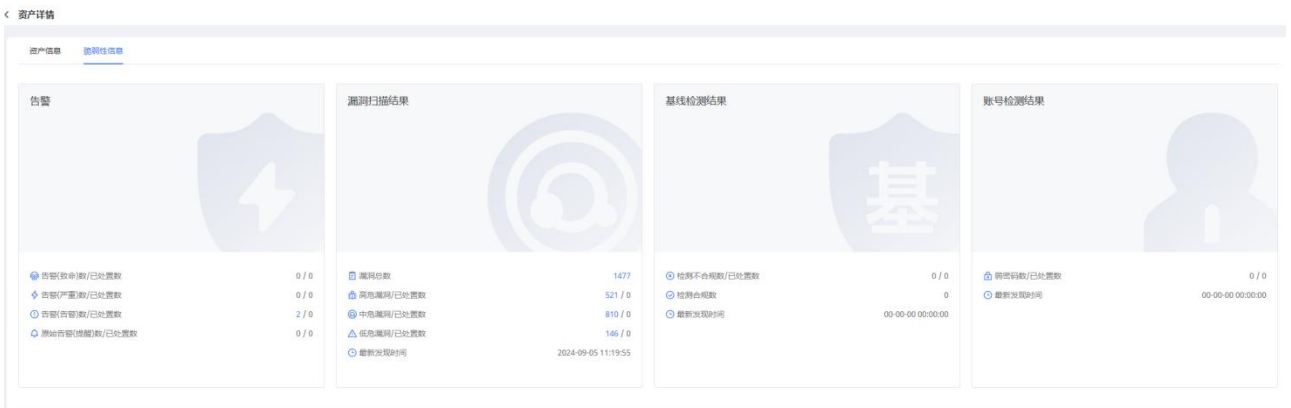 资产详情
资产信息 脆弱性信息
告警
告警(致命)数/已处置数 0 / 0
告警(严重)数/已处置数 0 / 0
告警(告警)数/已处置数 2 / 0
原始告警(提醒)数/已处置数 0 / 0
漏洞扫描结果
漏洞总数 1477
高危漏洞/已处置数 521 / 0
中危漏洞/已处置数 810 / 0
低危漏洞/已处置数 146 / 0
最新发现时间 2024-09-05 11:19:55
基线检测结果
基
检测不合规数/已处置数 0 / 0
检测合规数 0
最新发现时间 00-00-00 00:00:00
账号检测结果
弱密码数/已处置数 0 / 0
最新发现时间 00-00-00 00:00:00